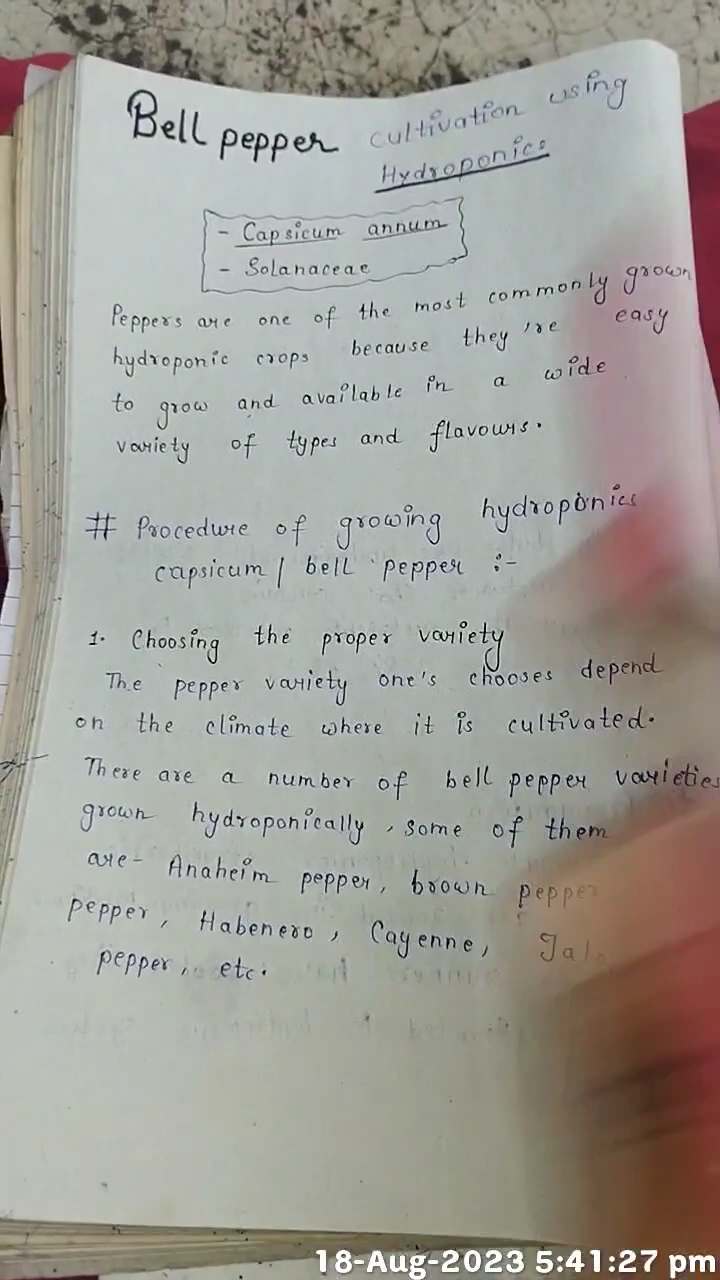 Bell pepper cultivation using
Hydroponics
- Capsicum annum
- Solanaceae
Peppers are one of the most commonly grown
hydroponic crops because they're easy
to grow and available in a wide
variety of types and flavours.
# Procedure of growing hydroponics
capsicum / bell pepper :-
1. Choosing the proper variety
The pepper variety one's chooses depend
on the climate where it is cultivated.
There are a number of bell pepper varieties
grown hydroponically, some of them
are - Anaheim pepper, brown pepper
pepper, Habenero, Cayenne,
pepper, etc.
18-Aug-2023 5:41:27 pm